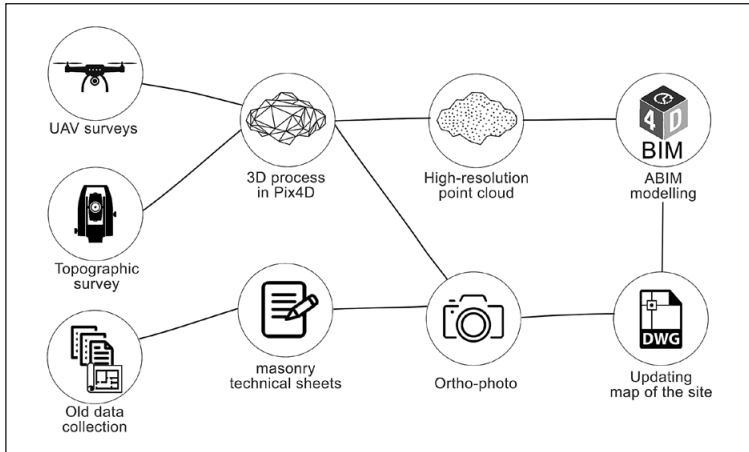 UAV surveys
3D process
in Pix4D
High-resolution
point cloud
4 D
BIM
ABIM
modelling
Topographic
survey
masonry
technical sheets
Ortho-photo
DWG
Updating
map of the site
Old data
collection